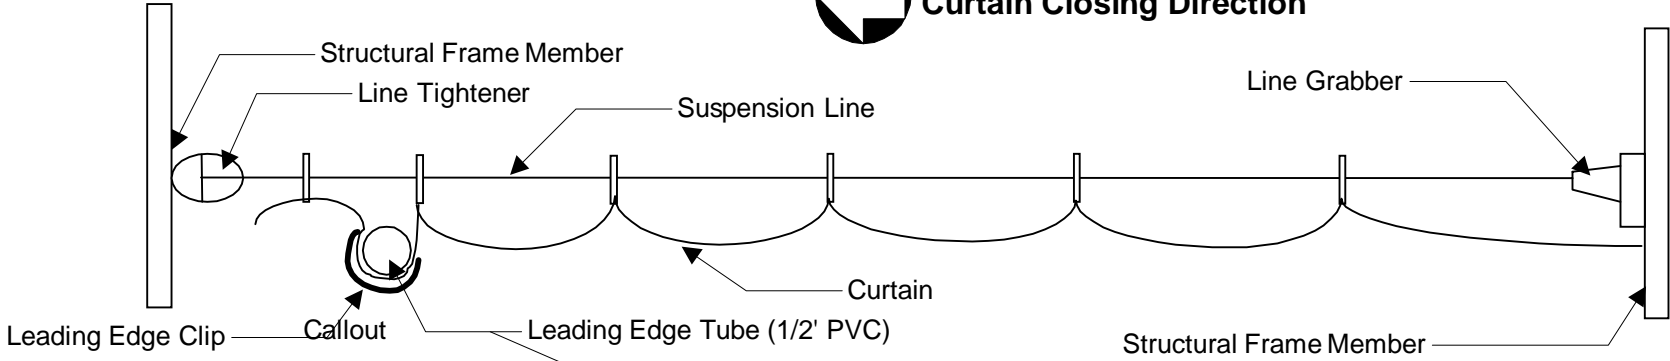 Curtain Closing Direction
Structural Frame Member
Line Tightener
Suspension Line
Line Grabber
Curtain
Leading Edge Clip
Callout
Leading Edge Tube (1/2' PVC)
Structural Frame Member